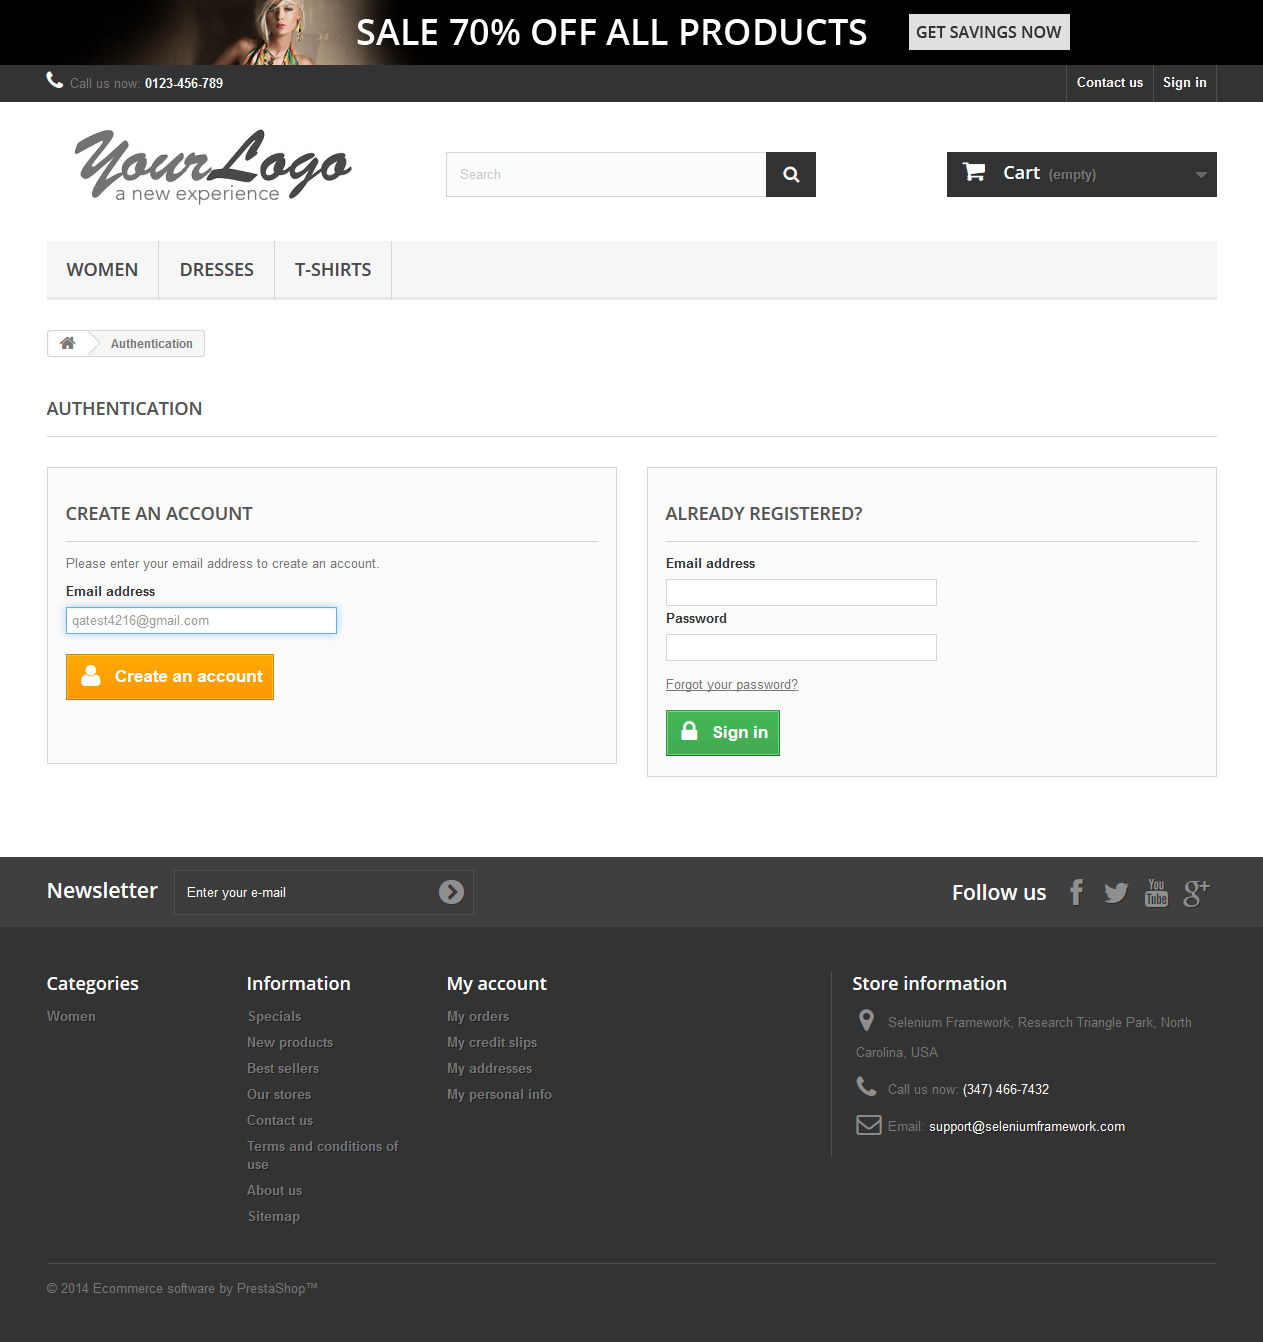 SALE 70% OFF ALL PRODUCTS
GET SAVINGS NOW
Call us now: 0123-456-789
Contact us
Sign in
YourLogo
a new experience
Search
Cart (empty)
WOMEN
DRESSES
T-SHIRTS
Authentication
AUTHENTICATION
CREATE AN ACCOUNT
Please enter your email address to create an account.
Email address
qatest4216@gmail.com
Create an account
ALREADY REGISTERED?
Email address
Password
Forgot your password?
Sign in
Newsletter
Enter your e-mail
Follow us
You
Tube
g+
Categories
Women
Information
Specials
New products
Best sellers
Our stores
Contact us
Terms and conditions of
use
About us
Sitemap
My account
My orders
My credit slips
My addresses
My personal info
Store information
Selenium Framework, Research Triangle Park, North
Carolina, USA
Call us now: (347) 466-7432
Email: support@seleniumframework.com
© 2014 Ecommerce software by PrestaShop™